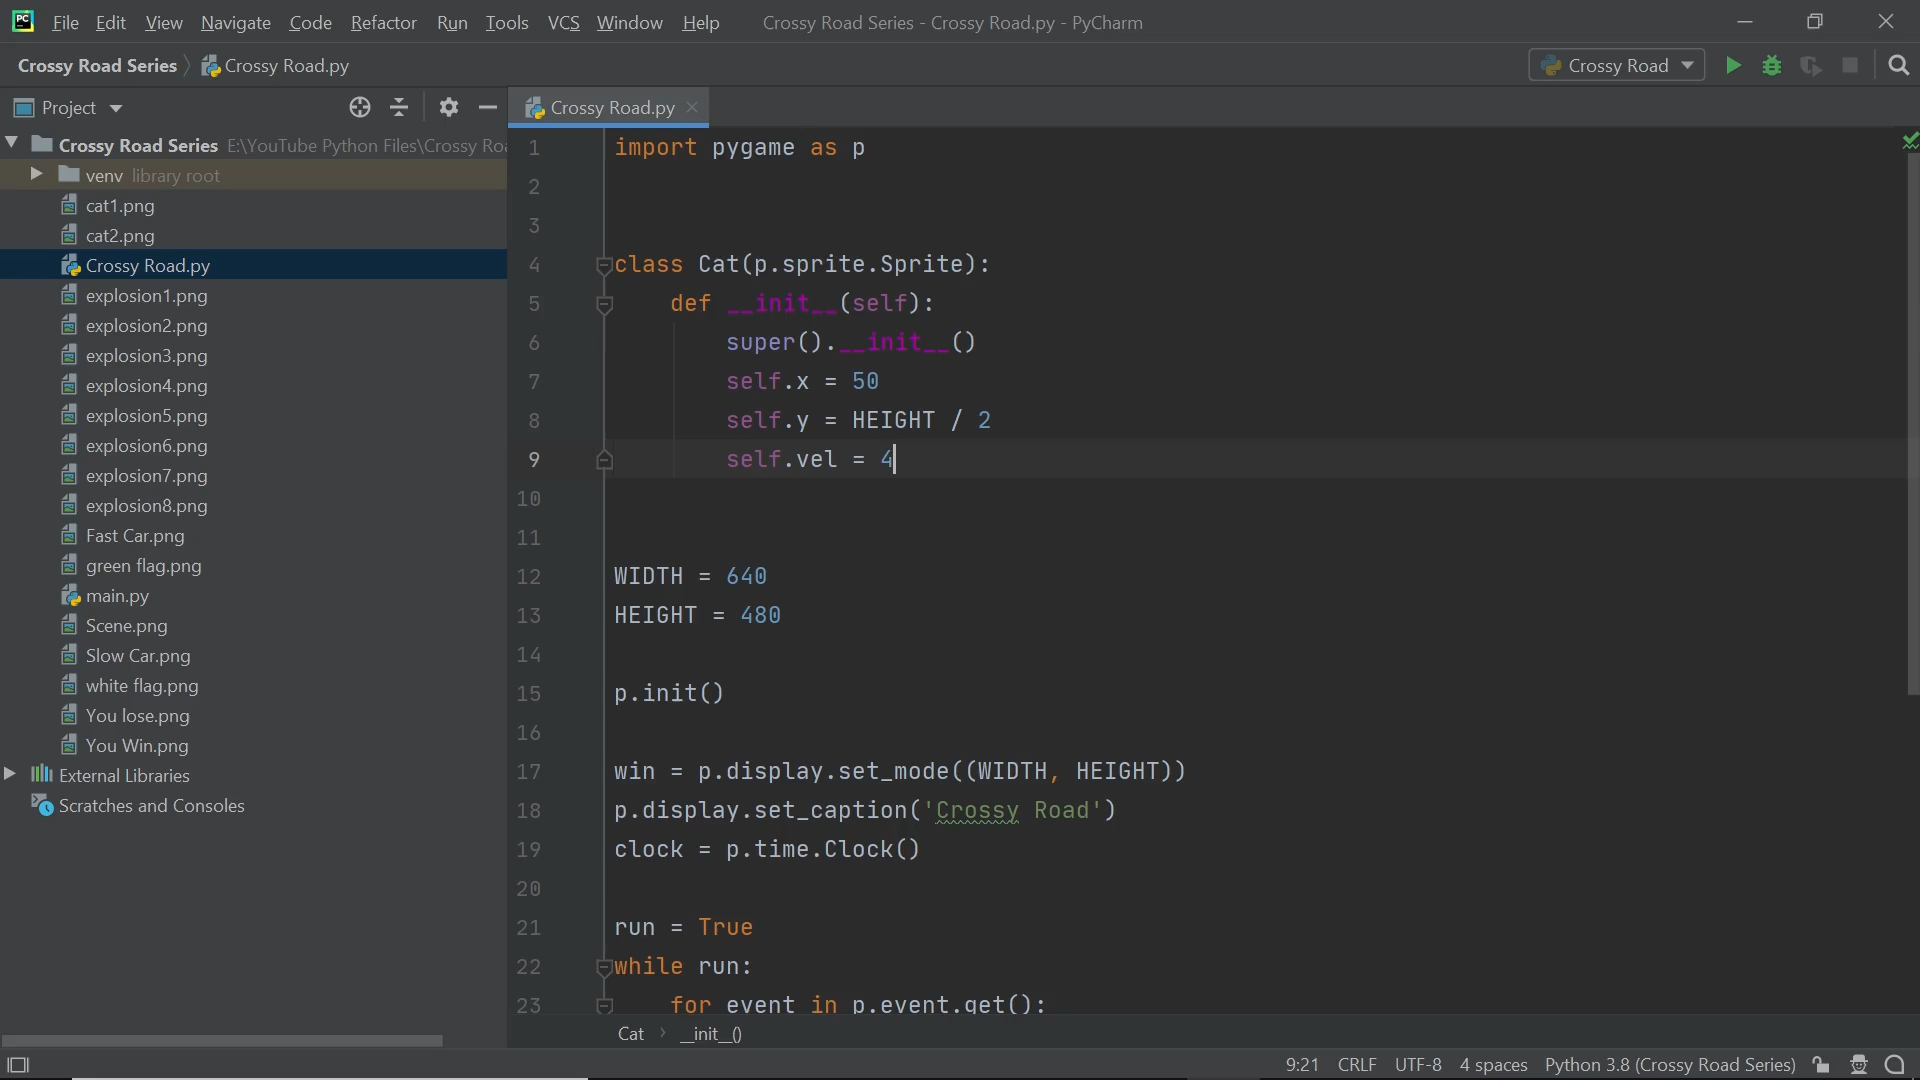 PC File Edit View Navigate Code Refactor Run Tools VCS Window Help Crossy Road Series - Crossy Road.py - PyCharm
Crossy Road Series Crossy Road.py Crossy Road
Project
Crossy Road.py
Crossy Road Series E:\YouTube Python Files\Crossy Ro
venv library root
cat1.png
cat2.png
Crossy Road.py
explosion1.png
explosion2.png
explosion3.png
explosion4.png
explosion5.png
explosion6.png
explosion7.png
explosion8.png
Fast Car.png
green flag.png
main.py
Scene.png
Slow Car.png
white flag.png
You lose.png
You Win.png
External Libraries
Scratches and Consoles
1 import pygame as p
2
3
4 class Cat(p.sprite.Sprite):
5 def __init__(self):
6 super().__init__()
7 self.x = 50
8 self.y = HEIGHT / 2
9 self.vel = 4
10
11
12 WIDTH = 640
13 HEIGHT = 480
14
15 p.init()
16
17 win = p.display.set_mode((WIDTH, HEIGHT))
18 p.display.set_caption('Crossy Road')
19 clock = p.time.Clock()
20
21 run = True
22 while run:
23 for event in p.event.get():
Cat __init__()
9:21 CRLF UTF-8 4 spaces Python 3.8 (Crossy Road Series)